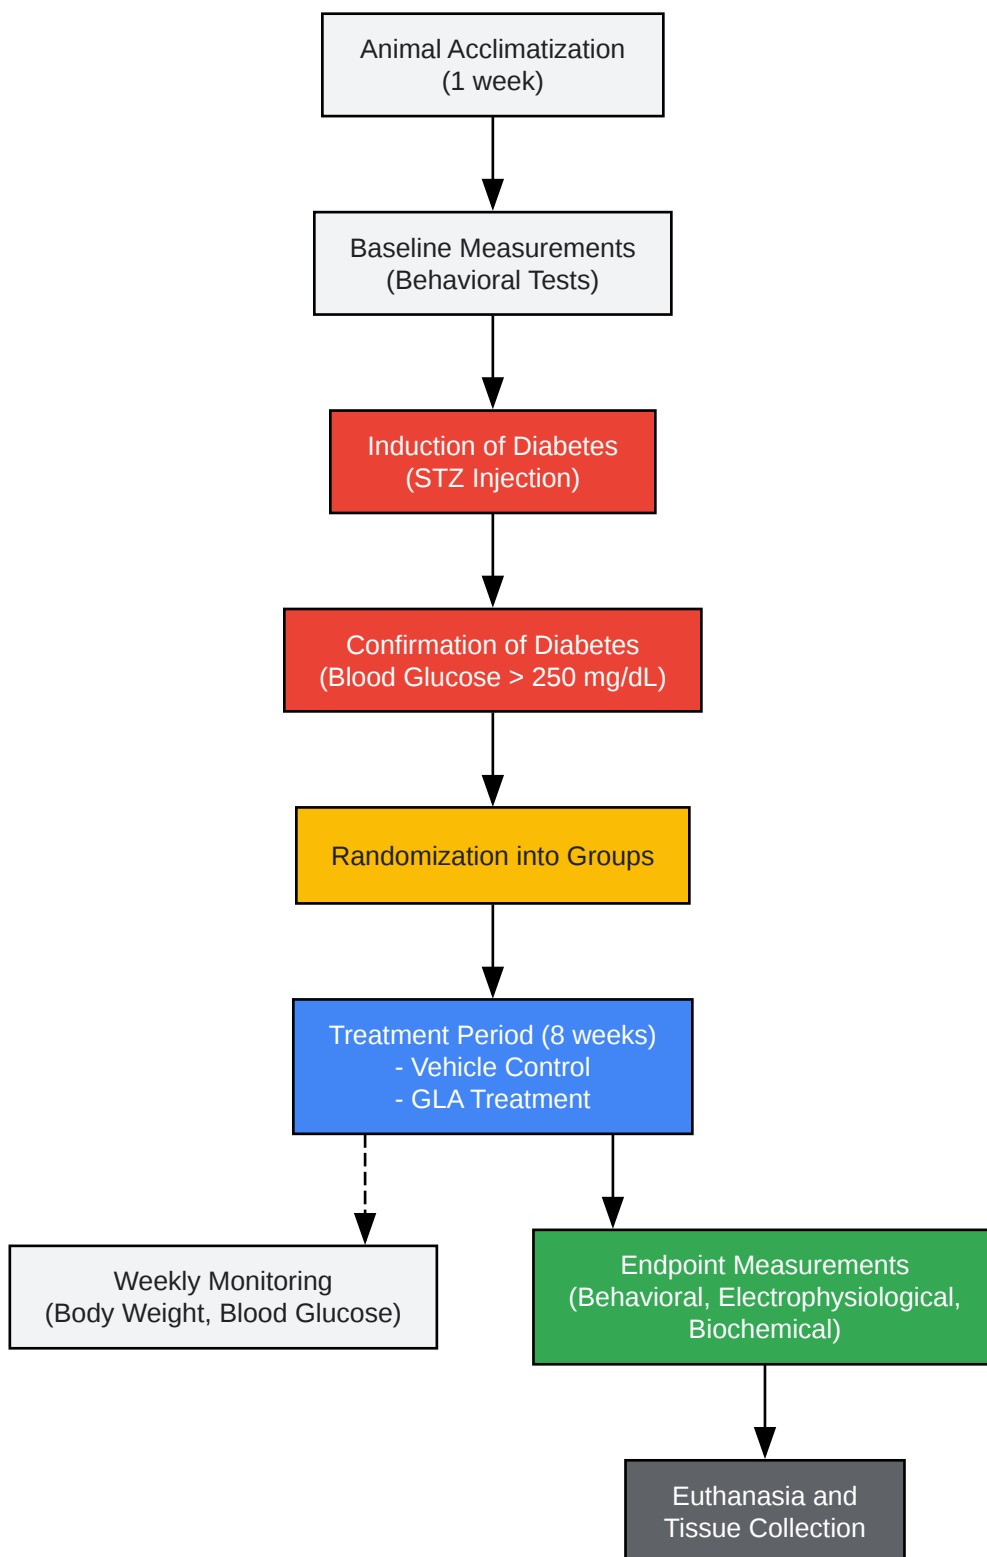 Animal Acclimatization
(1 week)
Baseline Measurements
(Behavioral Tests)
Induction of Diabetes
(STZ Injection)
Confirmation of Diabetes
(Blood Glucose > 250 mg/dL)
Randomization into Groups
Treatment Period (8 weeks)
- Vehicle Control
- GLA Treatment
Weekly Monitoring
(Body Weight, Blood Glucose)
Endpoint Measurements
(Behavioral, Electrophysiological,
Biochemical)
Euthanasia and
Tissue Collection